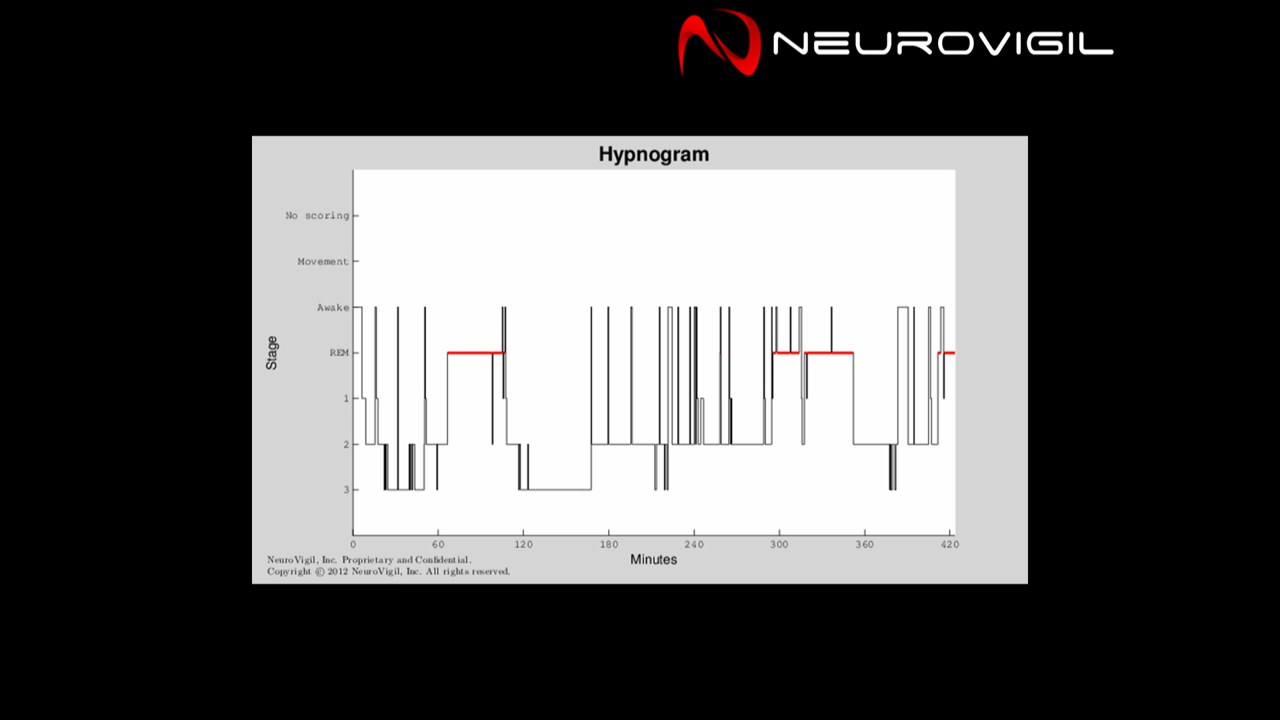 NEUROVIGIL
Hypnogram
No scoring
Movement
Awake
REM
1
2
3
Stage
0 60 120 180 240 300 360 420
Minutes
NeuroVigil, Inc. Proprietary and Confidential.
Copyright © 2012 NeuroVigil, Inc. All rights reserved.